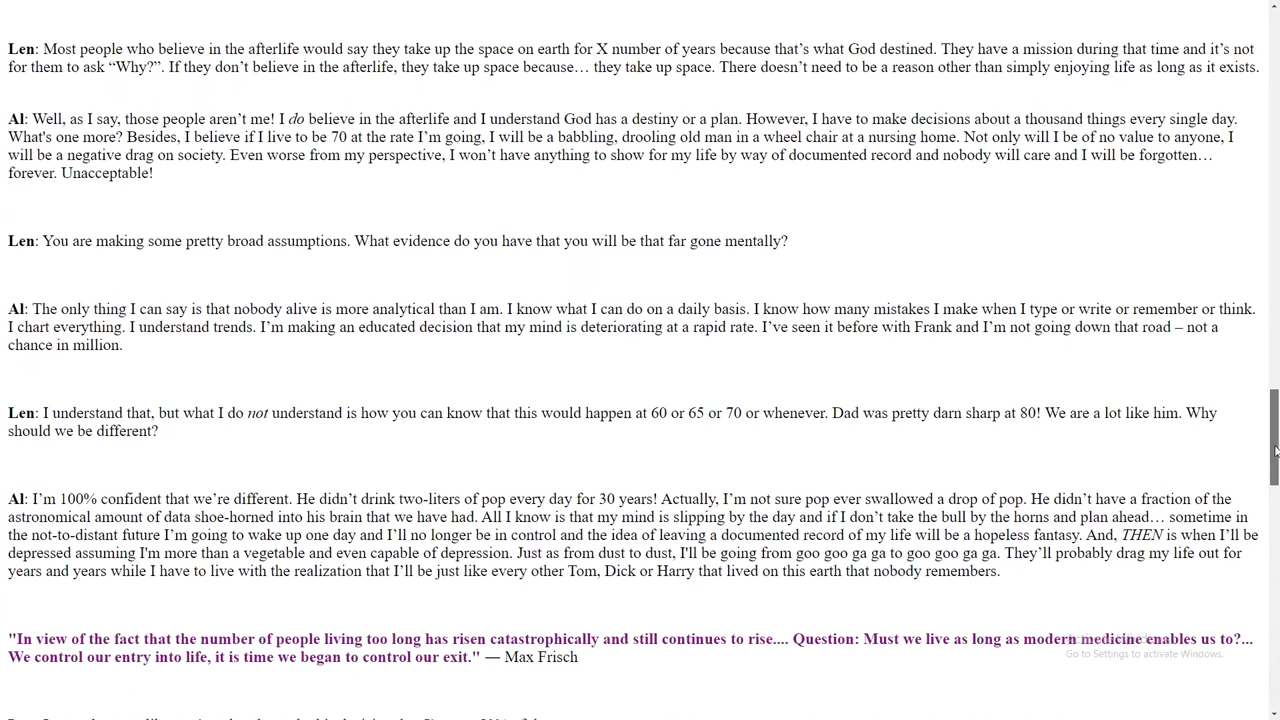 Len: Most people who believe in the afterlife would say they take up the space on earth for X number of years because that’s what God destined. They have a mission during that time and it’s not
for them to ask “Why?”. If they don’t believe in the afterlife, they take up space because… they take up space. There doesn’t need to be a reason other than simply enjoying life as long as it exists.
Al: Well, as I say, those people aren’t me! I do believe in the afterlife and I understand God has a destiny or a plan. However, I have to make decisions about a thousand things every single day.
What's one more? Besides, I believe if I live to be 70 at the rate I’m going, I will be a babbling, drooling old man in a wheel chair at a nursing home. Not only will I be of no value to anyone, I
will be a negative drag on society. Even worse from my perspective, I won’t have anything to show for my life by way of documented record and nobody will care and I will be forgotten…
forever. Unacceptable!
Len: You are making some pretty broad assumptions. What evidence do you have that you will be that far gone mentally?
Al: The only thing I can say is that nobody alive is more analytical than I am. I know what I can do on a daily basis. I know how many mistakes I make when I type or write or remember or think.
I chart everything. I understand trends. I’m making an educated decision that my mind is deteriorating at a rapid rate. I’ve seen it before with Frank and I’m not going down that road – not a
chance in million.
Len: I understand that, but what I do not understand is how you can know that this would happen at 60 or 65 or 70 or whenever. Dad was pretty darn sharp at 80! We are a lot like him. Why
should we be different?
Al: I’m 100% confident that we’re different. He didn’t drink two-liters of pop every day for 30 years! Actually, I’m not sure pop ever swallowed a drop of pop. He didn’t have a fraction of the
astronomical amount of data shoe-horned into his brain that we have had. All I know is that my mind is slipping by the day and if I don’t take the bull by the horns and plan ahead… sometime in
the not-to-distant future I’m going to wake up one day and I’ll no longer be in control and the idea of leaving a documented record of my life will be a hopeless fantasy. And, THEN is when I’ll be
depressed assuming I'm more than a vegetable and even capable of depression. Just as from dust to dust, I'll be going from goo goo ga ga to goo goo ga ga. They’ll probably drag my life out for
years and years while I have to live with the realization that I’ll be just like every other Tom, Dick or Harry that lived on this earth that nobody remembers.
"In view of the fact that the number of people living too long has risen catastrophically and still continues to rise.... Question: Must we live as long as modern medicine enables us to?...
We control our entry into life, it is time we began to control our exit." — Max Frisch
Go to Settings to activate Windows.